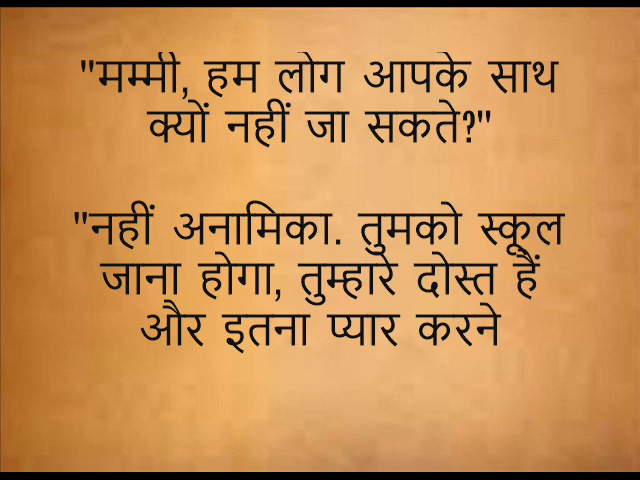 "मम्मी, हम लोग आपके साथ
क्यों नहीं जा सकते?"
"नहीं अनामिका. तुमको स्कूल
जाना होगा, तुम्हारे दोस्त हैं
और इतना प्यार करने